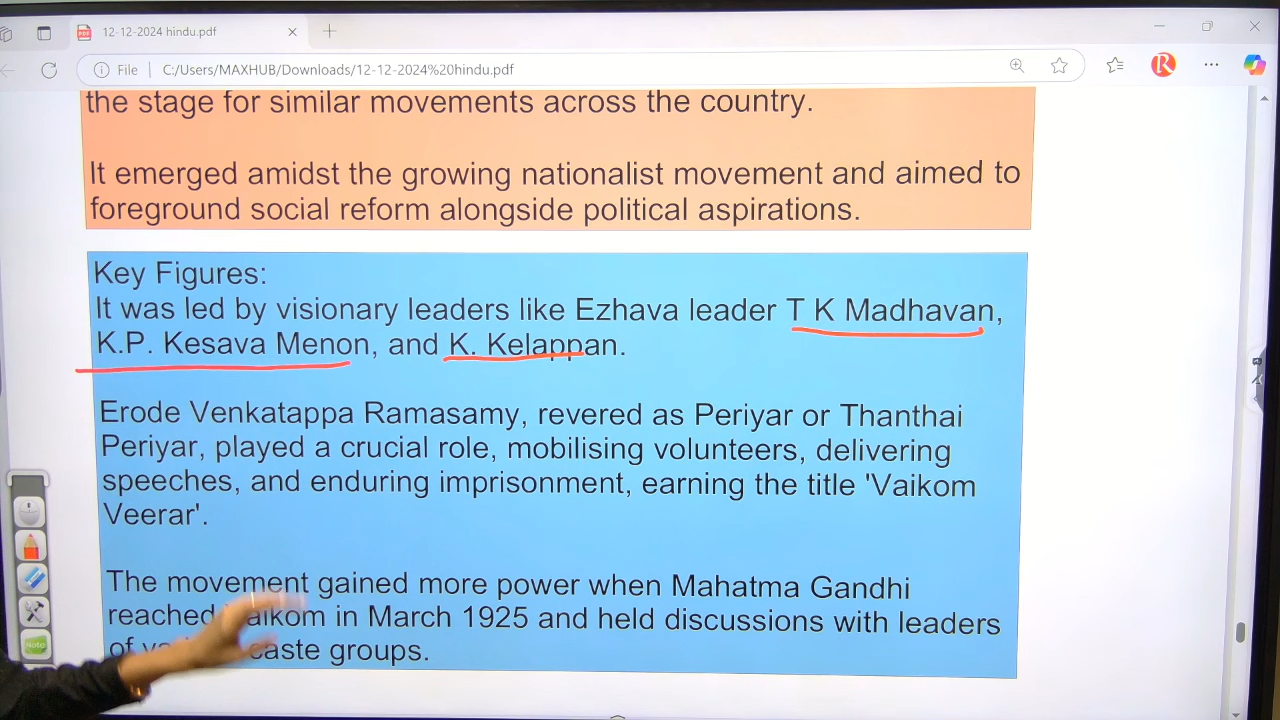 12-12-2024 hindu.pdf
File
C:/Users/MAXHUB/Downloads/12-12-2024%20hindu.pdf
the stage for similar movements across the country.
It emerged amidst the growing nationalist movement and aimed to
foreground social reform alongside political aspirations.
Key Figures:
It was led by visionary leaders like Ezhava leader T K Madhavan,
K.P. Kesava Menon, and K. Kelappan.
Erode Venkatappa Ramasamy, revered as Periyar or Thanthai
Periyar, played a crucial role, mobilising volunteers, delivering
speeches, and enduring imprisonment, earning the title 'Vaikom
Veerar'.
The movement gained more power when Mahatma Gandhi
reached in March 1925 and held discussions with leaders
of caste groups.
Note